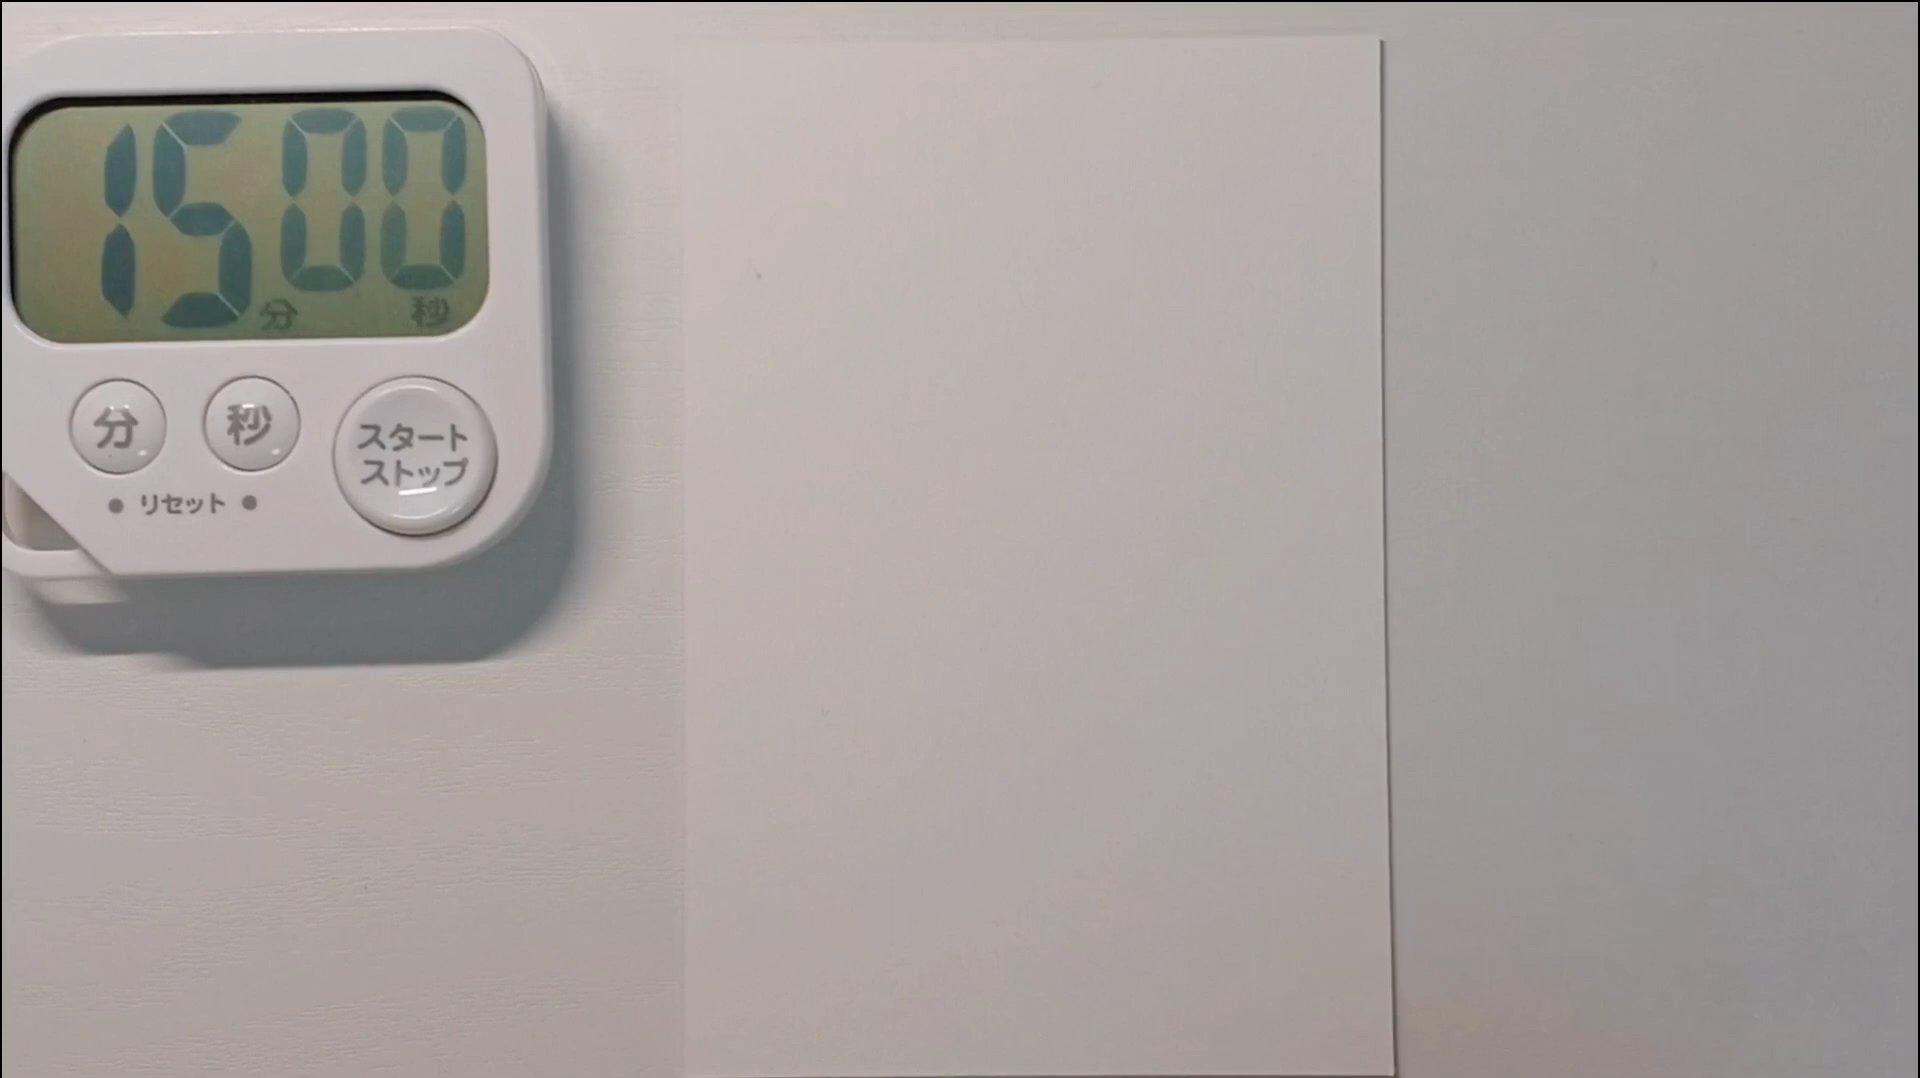 15 00
分 秒
分 秒
スタート
ストップ
● リセット ●